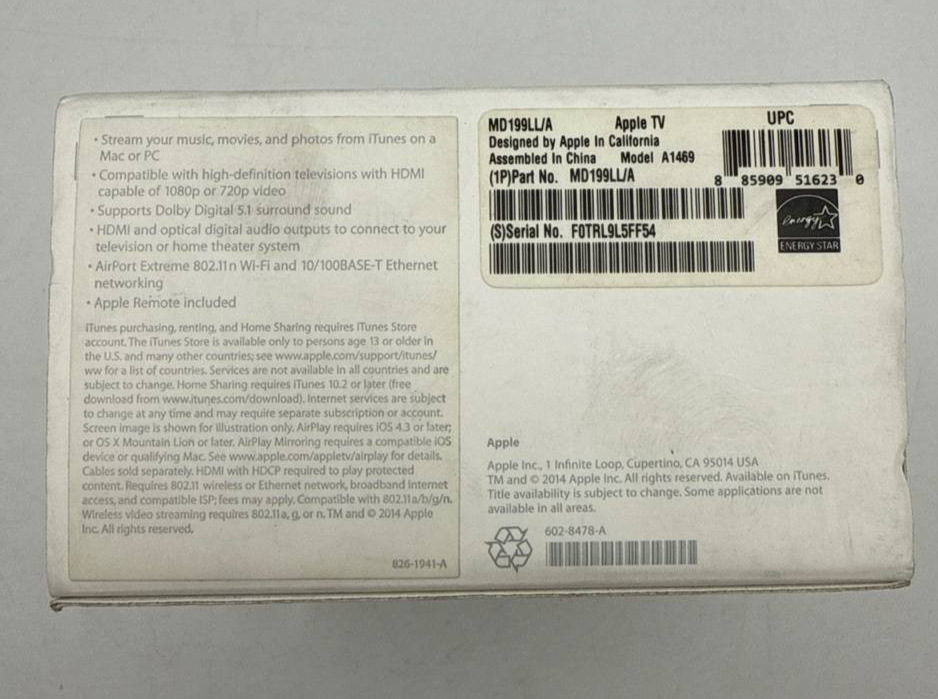 • Stream your music, movies, and photos from iTunes on a
Mac or PC
• Compatible with high-definition televisions with HDMI
capable of 1080p or 720p video
• Supports Dolby Digital 5.1 surround sound
• HDMI and optical digital audio outputs to connect to your
television or home theater system
• AirPort Extreme 802.11n Wi-Fi and 10/100BASE-T Ethernet
networking
• Apple Remote included
iTunes purchasing, renting, and Home Sharing requires iTunes Store
account. The iTunes Store is available only to persons age 13 or older in
the U.S. and many other countries; see www.apple.com/support/itunes/
ww for a list of countries. Services are not available in all countries and are
subject to change. Home Sharing requires iTunes 10.2 or later (free
download from www.itunes.com/download). Internet services are subject
to change at any time and may require separate subscription or account.
Screen image is shown for illustration only. AirPlay requires iOS 4.3 or later;
or OS X Mountain Lion or later. AirPlay Mirroring requires a compatible iOS
device or qualifying Mac. See www.apple.com/appletv/airplay for details.
Cables sold separately. HDMI with HDCP required to play protected
content. Requires 802.11 wireless or Ethernet network, broadband Internet
access, and compatible ISP; fees may apply. Compatible with 802.11a/b/g/n.
Wireless video streaming requires 802.11a, g, or n. TM and © 2014 Apple
Inc. All rights reserved.
826-1941-A
MD199LL/A Apple TV UPC
Designed by Apple In California
Assembled In China Model A1469
(1P)Part No. MD199LL/A
8 85909 51623 0
(S)Serial No. F0TRL9L5FF54
energy
ENERGY STAR
Apple
Apple Inc., 1 Infinite Loop, Cupertino, CA 95014 USA
TM and © 2014 Apple Inc. All rights reserved. Available on iTunes.
Title availability is subject to change. Some applications are not
available in all areas.
602-8478-A